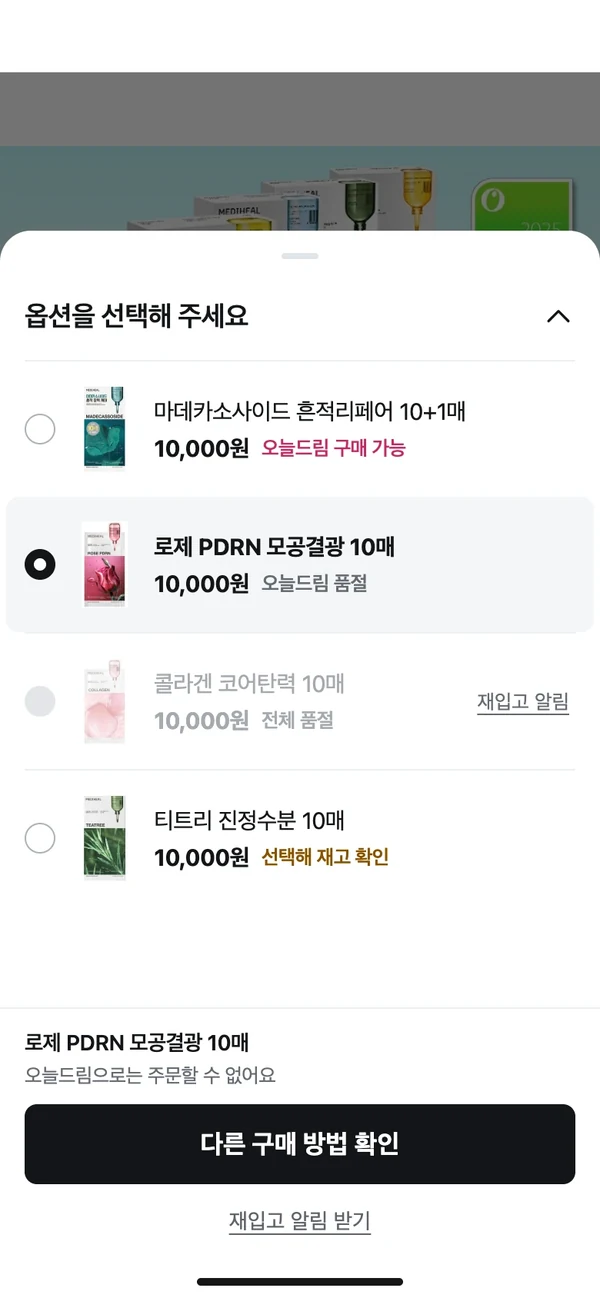 MEDIHEAL
2025
옵션을 선택해 주세요
MADECASSOSIDE
마데카소사이드 흔적리페어 10+1매
10,000원 오늘드림 구매 가능
ROSE PDRN
로제 PDRN 모공결광 10매
10,000원 오늘드림 품절
콜라겐 코어탄력 10매
10,000원 전체 품절
재입고 알림
티트리 진정수분 10매
10,000원 선택해 재고 확인
로제 PDRN 모공결광 10매
오늘드림으로는 주문할 수 없어요
다른 구매 방법 확인
재입고 알림 받기